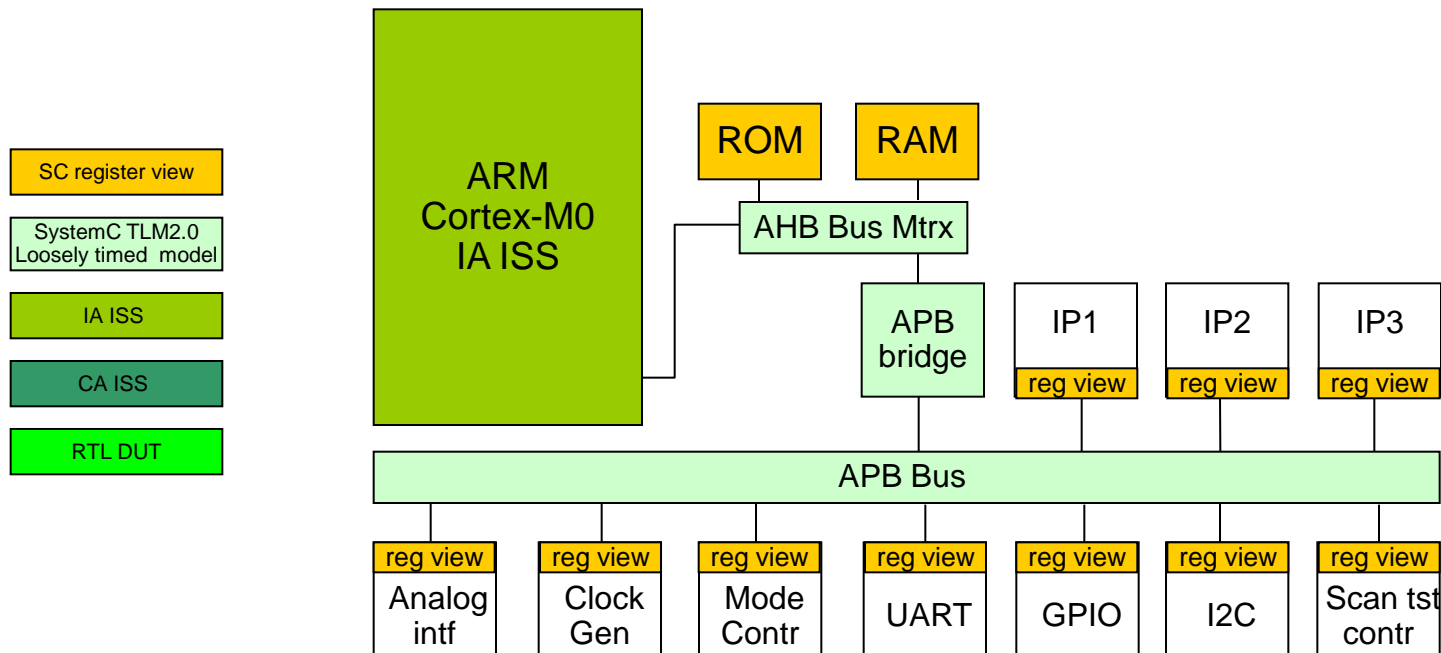 SC register view
SystemC TLM2.0
Loosely timed  model
IA ISS
CA ISS
RTL DUT
ARM
Cortex-M0
IA ISS
ROM
RAM
AHB Bus Mtrx
APB
bridge
IP1
reg view
IP2
reg view
IP3
reg view
APB Bus
reg view
Analog
intf
reg view
Clock
Gen
reg view
Mode
Contr
reg view
UART
reg view
GPIO
reg view
I2C
reg view
Scan tst
contr